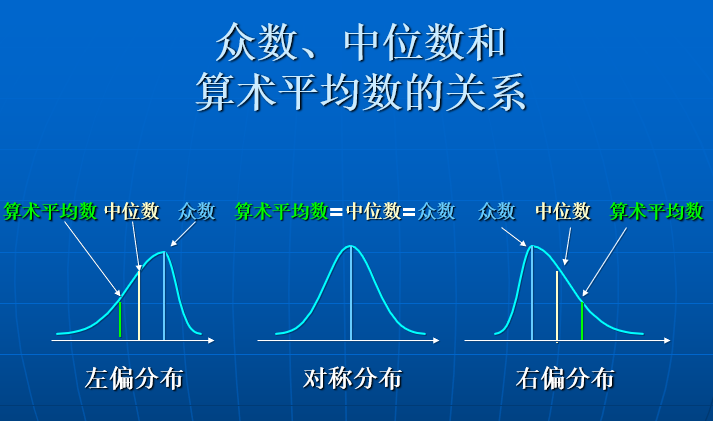 众数、中位数和
算术平均数的关系
算术平均数 中位数 众数 算术平均数=中位数=众数 众数 中位数 算术平均数
左偏分布 对称分布 右偏分布